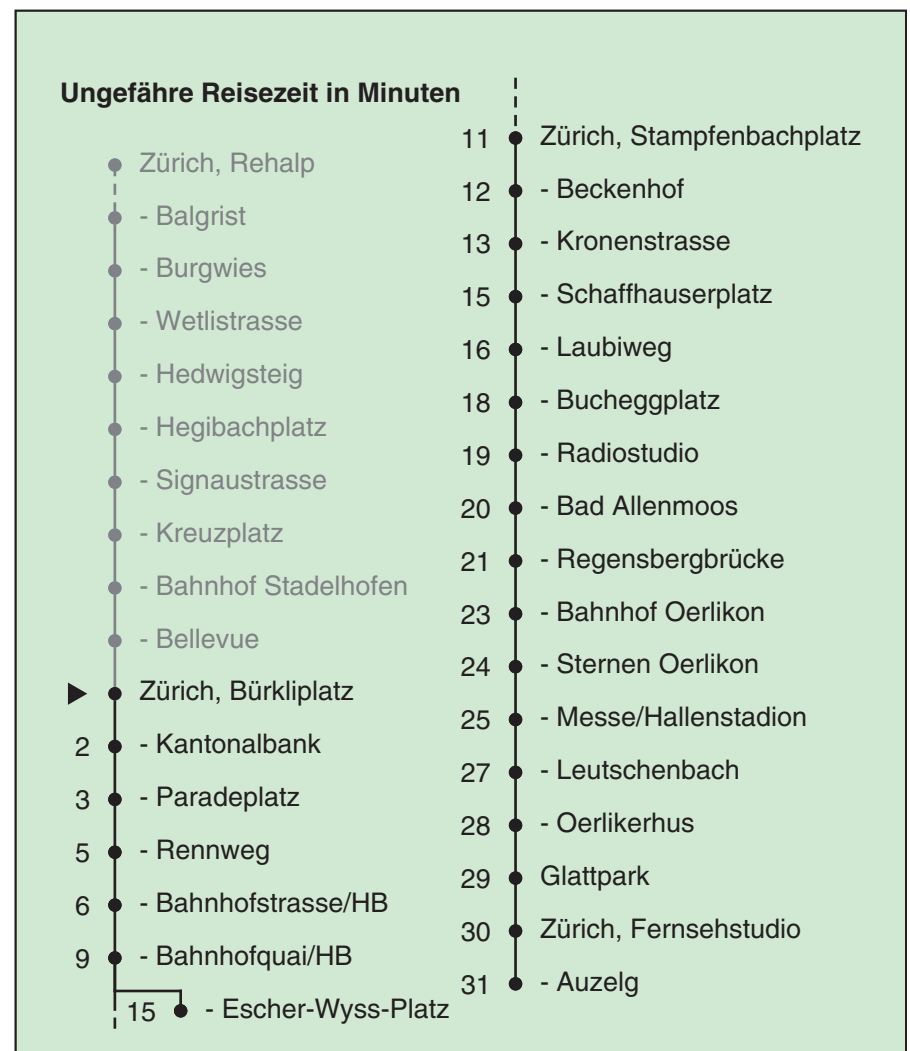 Ungefähre Reisezeit in Minuten
Zürich, Rehalp
- Balgrist
- Burgwies
- Wetlistrasse
- Hedwigsteig
- Hegibachplatz
- Signaustrasse
- Kreuzplatz
- Bahnhof Stadelhofen
- Bellevue
Zürich, Bürkliplatz
2 - Kantonalbank
3 - Paradeplatz
5 - Rennweg
6 - Bahnhofstrasse/HB
9 - Bahnhofquai/HB
15 - Escher-Wyss-Platz
11 Zürich, Stampfenbachplatz
12 - Beckenhof
13 - Kronenstrasse
15 - Schaffhauserplatz
16 - Laubiweg
18 - Bucheggplatz
19 - Radiostudio
20 - Bad Allenmoos
21 - Regensbergbrücke
23 - Bahnhof Oerlikon
24 - Sternen Oerlikon
25 - Messe/Hallenstadion
27 - Leutschenbach
28 - Oerlikerhus
29 Glattpark
30 Zürich, Fernsehstudio
31 - Auzelg